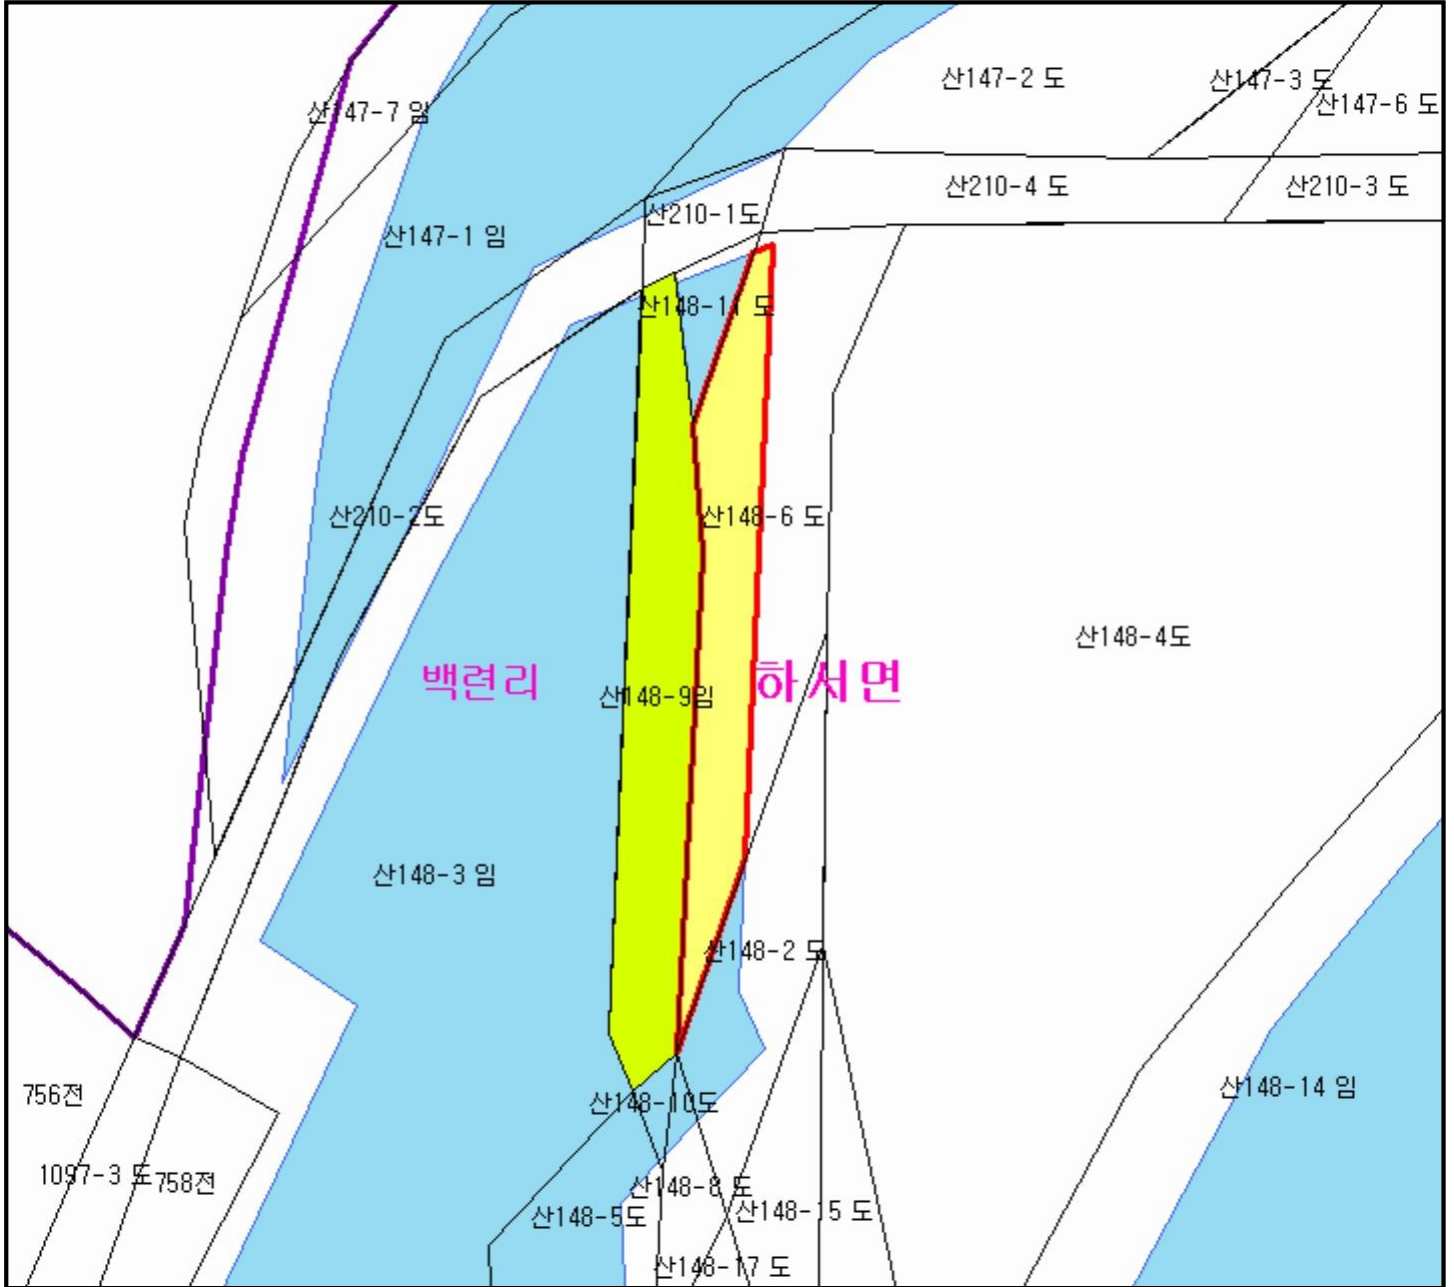 산147-2 도
산147-3 도
산147-6 도
산147-7 임
산210-4 도
산210-3 도
산210-1도
산147-1 임
산148-11 도
산210-2도
산148-6 도
산148-4도
백련리
하서면
산148-9임
산148-3 임
산148-2 도
756전
산148-10도
산148-14 임
1097-3 도
758전
산148-8 도
산148-5도
산148-15 도
산148-17 도